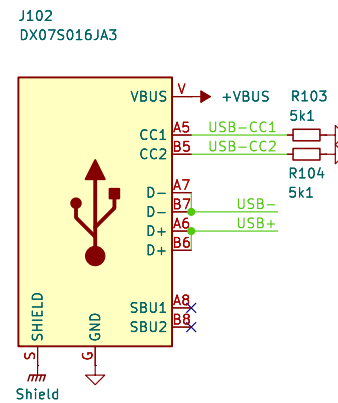 J102
DX07S016JA3
VBUS V +VBUS
R103
5k1
CC1 A5 USB-CC1
CC2 B5 USB-CC2
R104
5k1
D- A7
D- B7 USB-
D+ A6 USB+
D+ B6
SBU1 A8
SBU2 B8
SHIELD
GND
S
G
Shield